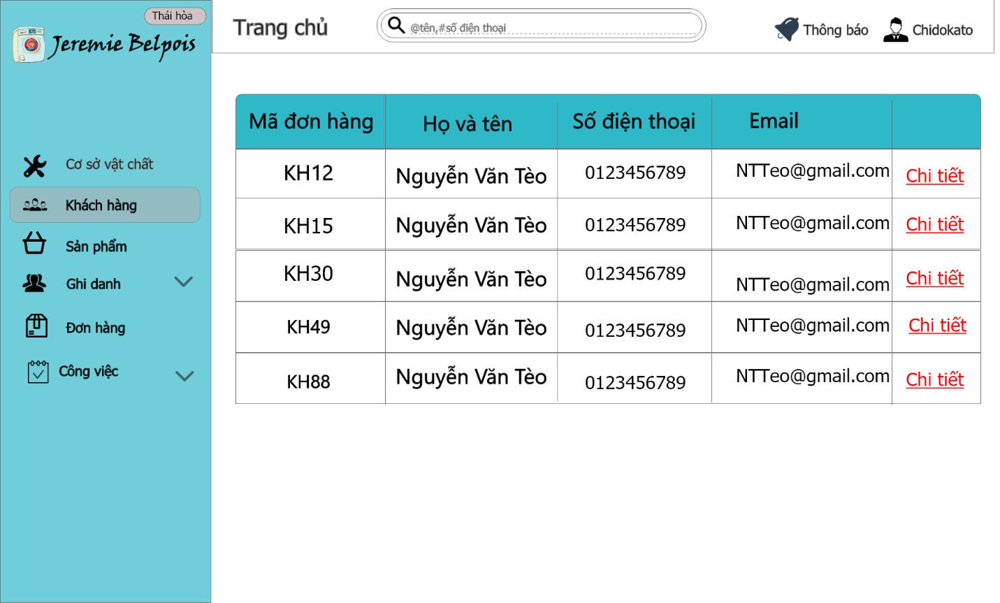 Thái hòa
Jeremie Belpois
Trang chủ
@tên,#số điện thoại
Thông báo
Chidokato
Cơ sở vật chất
Khách hàng
Sản phẩm
Ghi danh
Đơn hàng
Công việc
Mã đơn hàng Họ và tên Số điện thoại Email
KH12 Nguyễn Văn Tèo 0123456789 NTTeo@gmail.com Chi tiết
KH15 Nguyễn Văn Tèo 0123456789 NTTeo@gmail.com Chi tiết
KH30 Nguyễn Văn Tèo 0123456789 NTTeo@gmail.com Chi tiết
KH49 Nguyễn Văn Tèo 0123456789 NTTeo@gmail.com Chi tiết
KH88 Nguyễn Văn Tèo 0123456789 NTTeo@gmail.com Chi tiết